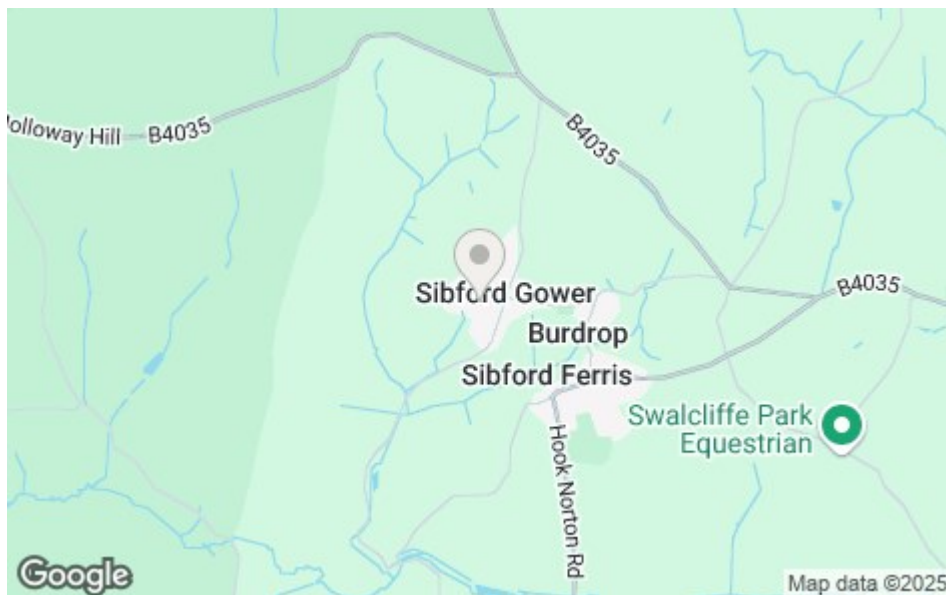 Holloway Hill
B4035
B4035
B4035
Sibford Gower
Burdrop
Sibford Ferris
Swalcliffe Park
Equestrian
Hook Norton Rd
Google
Map data ©2025